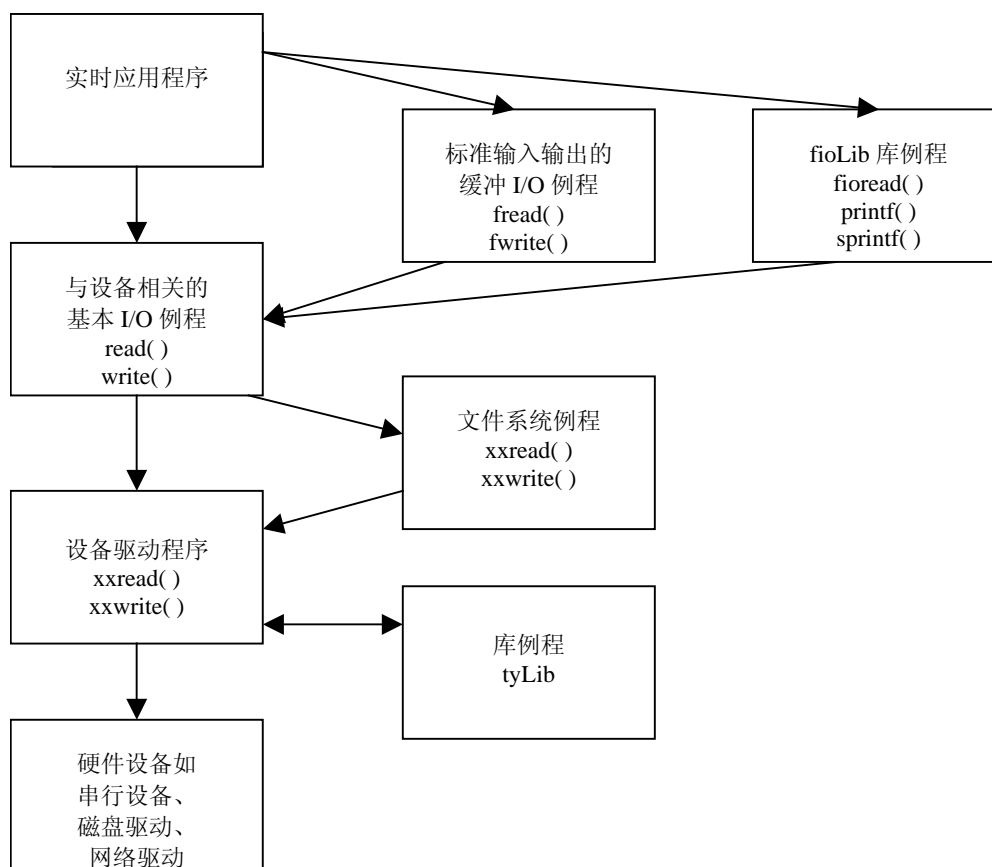 实时应用程序
标准输入输出的
缓冲 I/O 例程
fread( )
fwrite( )
fioLib 库例程
fioread( )
printf( )
sprintf( )
与设备相关的
基本 I/O 例程
read( )
write( )
文件系统例程
xxread( )
xxwrite( )
设备驱动程序
xxread( )
xxwrite( )
库例程
tyLib
硬件设备如
串行设备、
磁盘驱动、
网络驱动